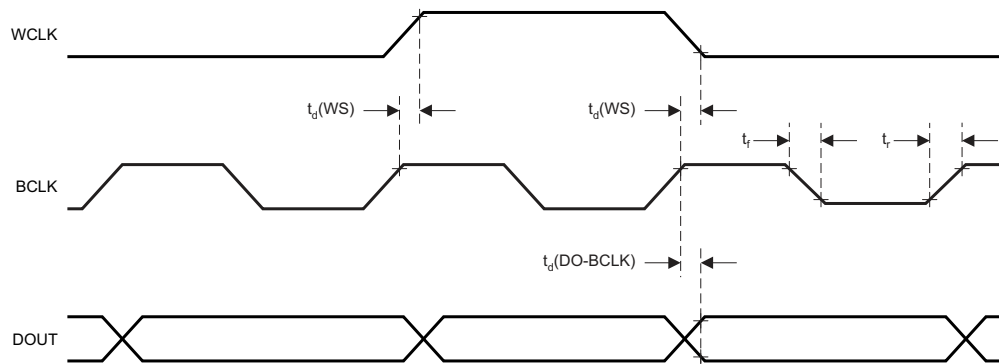 WCLK
t_d(WS) t_d(WS)
t_f t_r
BCLK
t_d(DO-BCLK)
DOUT